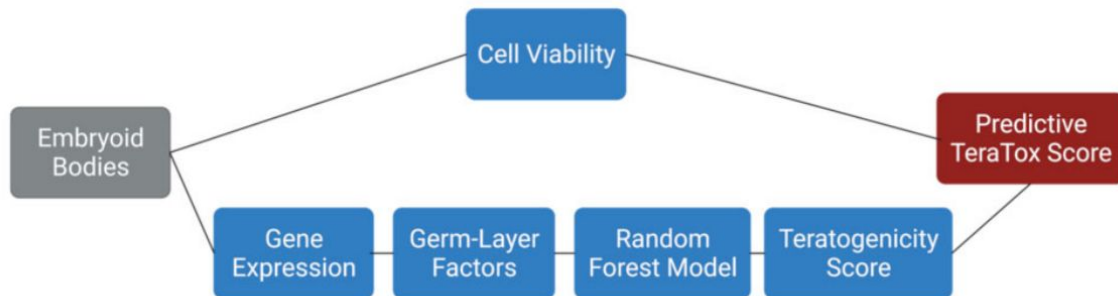 Cell Viability
Embryoid
Bodies
Predictive
TeraTox Score
Gene
Expression
Germ-Layer
Factors
Random
Forest Model
Teratogenicity
Score